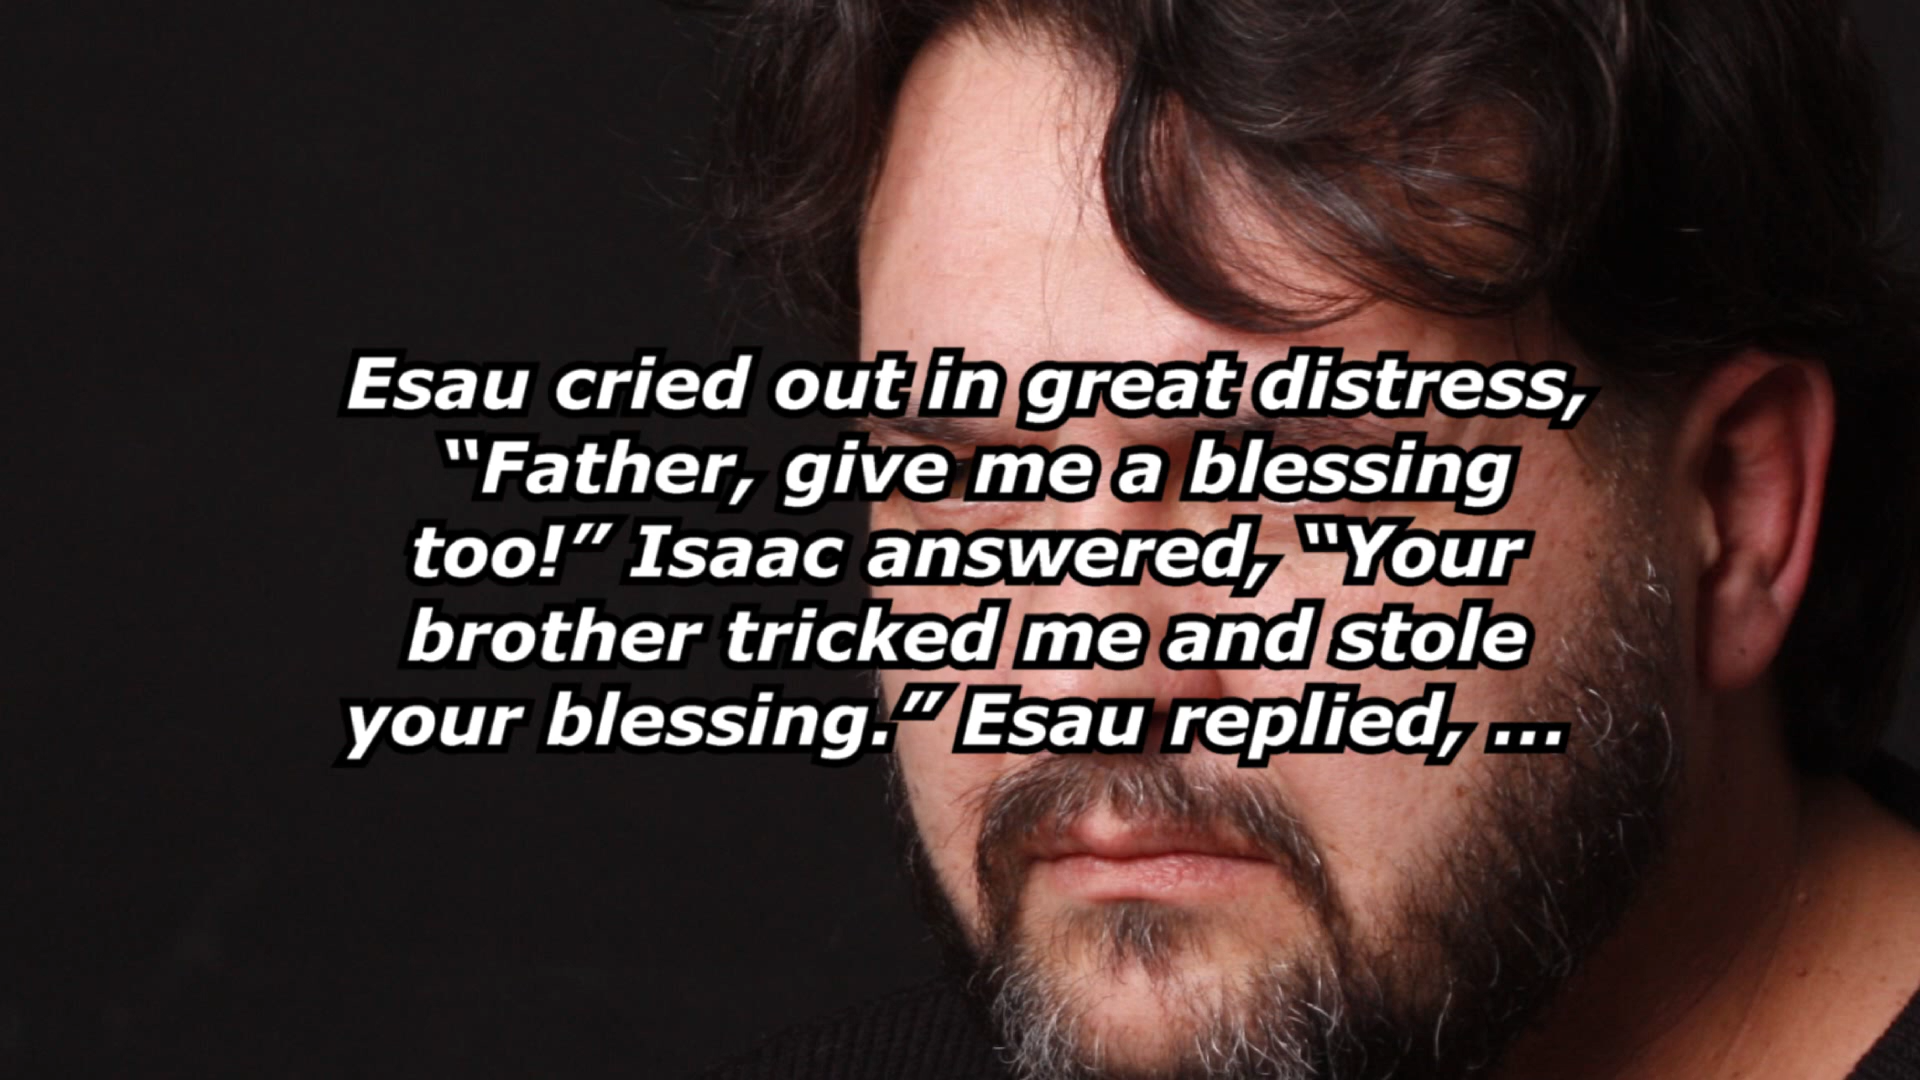 Esau cried out in great distress,
“Father, give me a blessing
too!” Isaac answered, “Your
brother tricked me and stole
your blessing.” Esau replied, ...